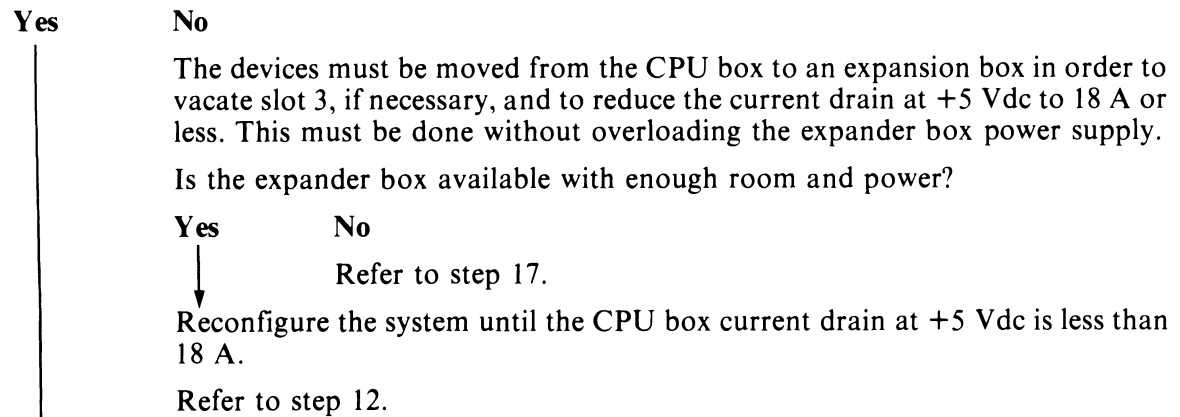 Yes No
The devices must be moved from the CPU box to an expansion box in order to
vacate slot 3, if necessary, and to reduce the current drain at +5 Vdc to 18 A or
less. This must be done without overloading the expander box power supply.
Is the expander box available with enough room and power?
Yes No
Refer to step 17.
Reconfigure the system until the CPU box current drain at +5 Vdc is less than
18 A.
Refer to step 12.